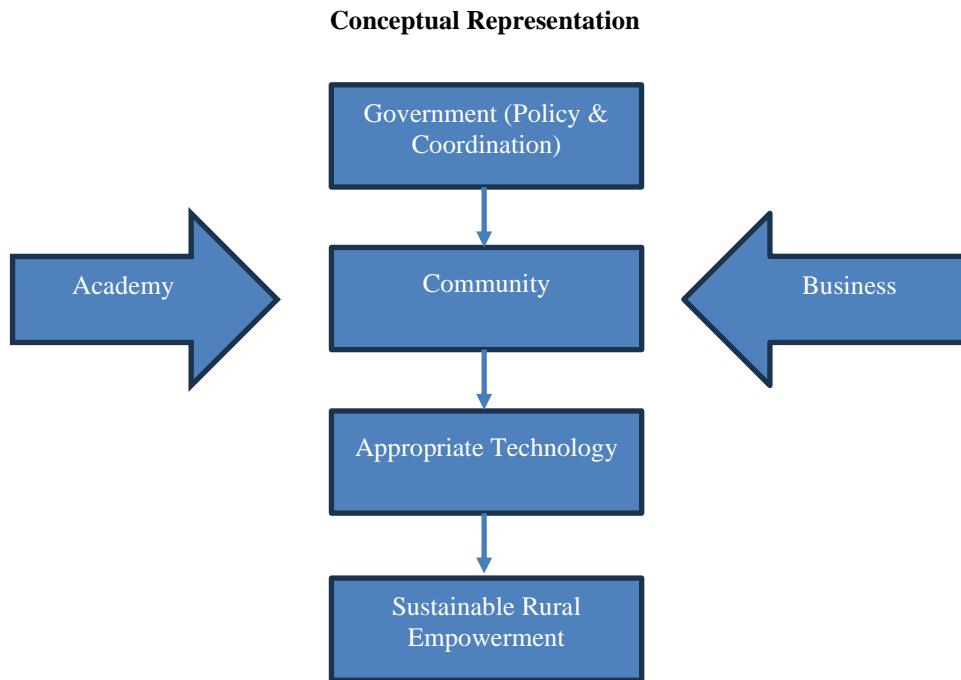 Conceptual Representation
Government (Policy &
Coordination)
Academy
Community
Business
Appropriate Technology
Sustainable Rural
Empowerment